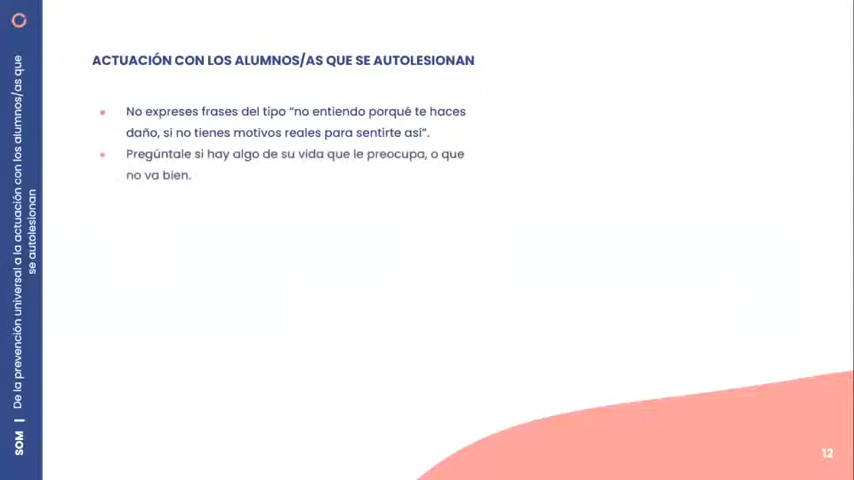 SOM | De la prevención universal a la actuación con los alumnos/as que
se autolesionan
ACTUACIÓN CON LOS ALUMNOS/AS QUE SE AUTOLESIONAN
• No expreses frases del tipo “no entiendo porqué te haces
daño, si no tienes motivos reales para sentirte así”.
• Pregúntale si hay algo de su vida que le preocupa, o que
no va bien.
12